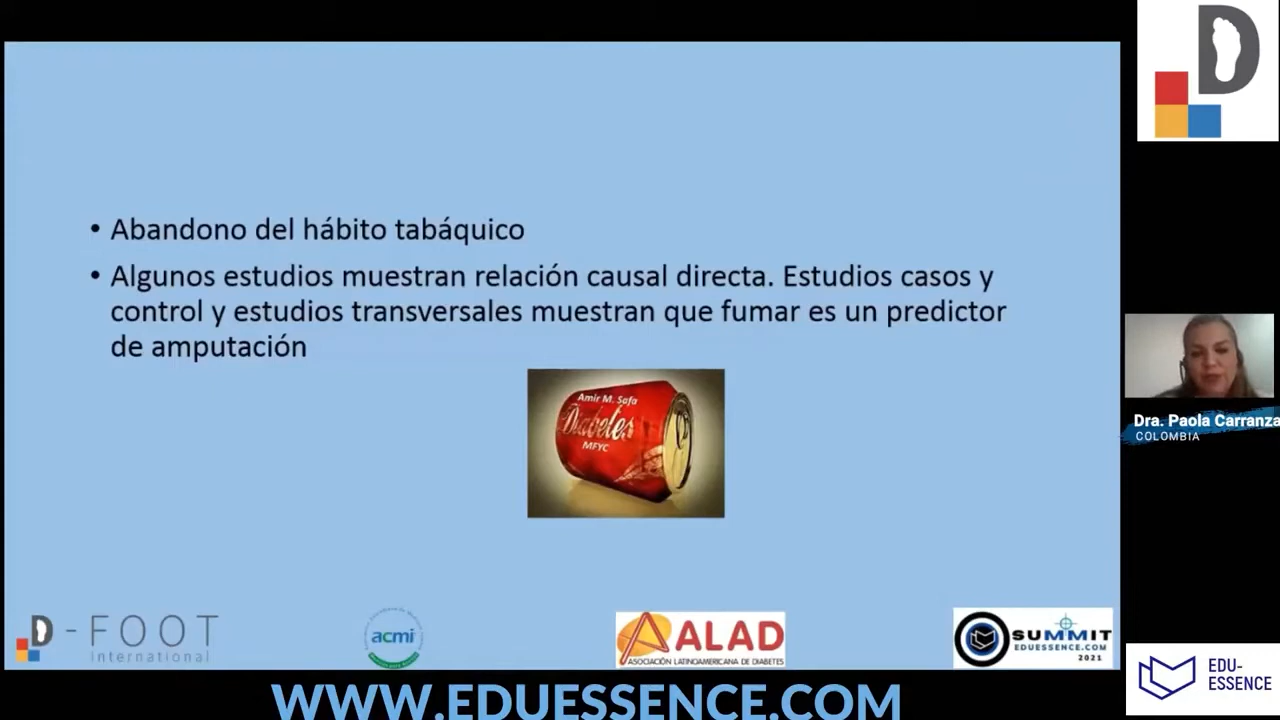 D
• Abandono del hábito tabáquico
• Algunos estudios muestran relación causal directa. Estudios casos y
control y estudios transversales muestran que fumar es un predictor
de amputación
Amir M. Safa
Diabetes
MFYC
Dra. Paola Carranza
COLOMBIA
D - FOOT
international
acmi
ALAD
ASOCIACIÓN LATINOAMERICANA DE DIABETES
SUMMIT
EDUESSENCE.COM
2021
EDU-
ESSENCE
WWW.EDUESSENCE.COM